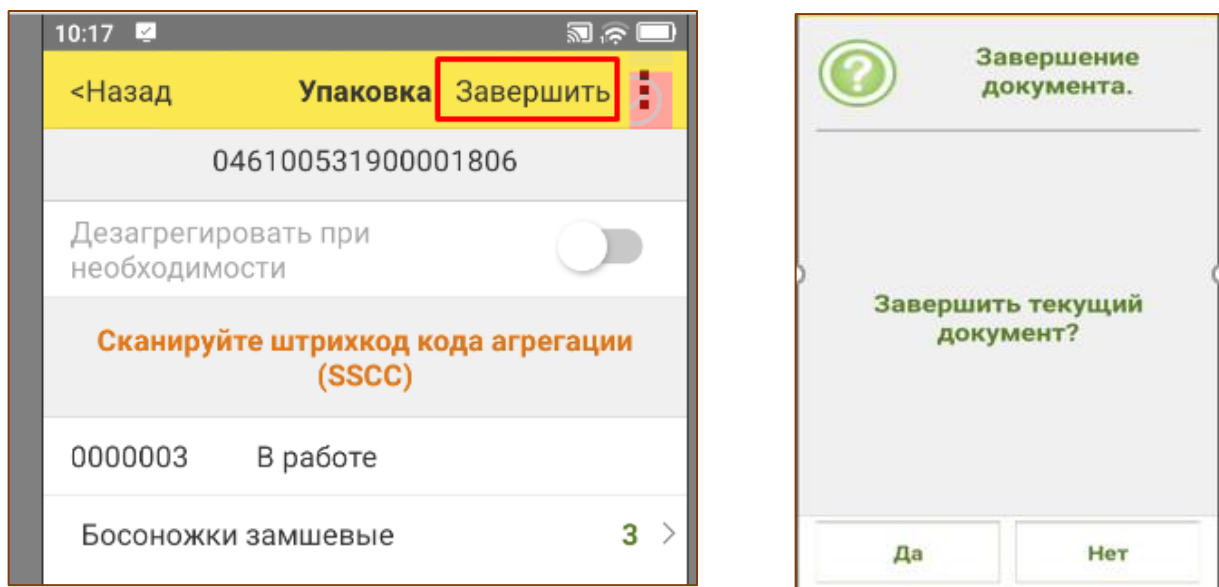 10:17
<Назад Упаковка Завершить
046100531900001806
Дезагрегировать при
необходимости
Сканируйте штрихкод кода агрегации
(SSCC)
0000003 В работе
Босоножки замшевые 3 >
Завершение
документа.
Завершить текущий
документ?
Да Нет